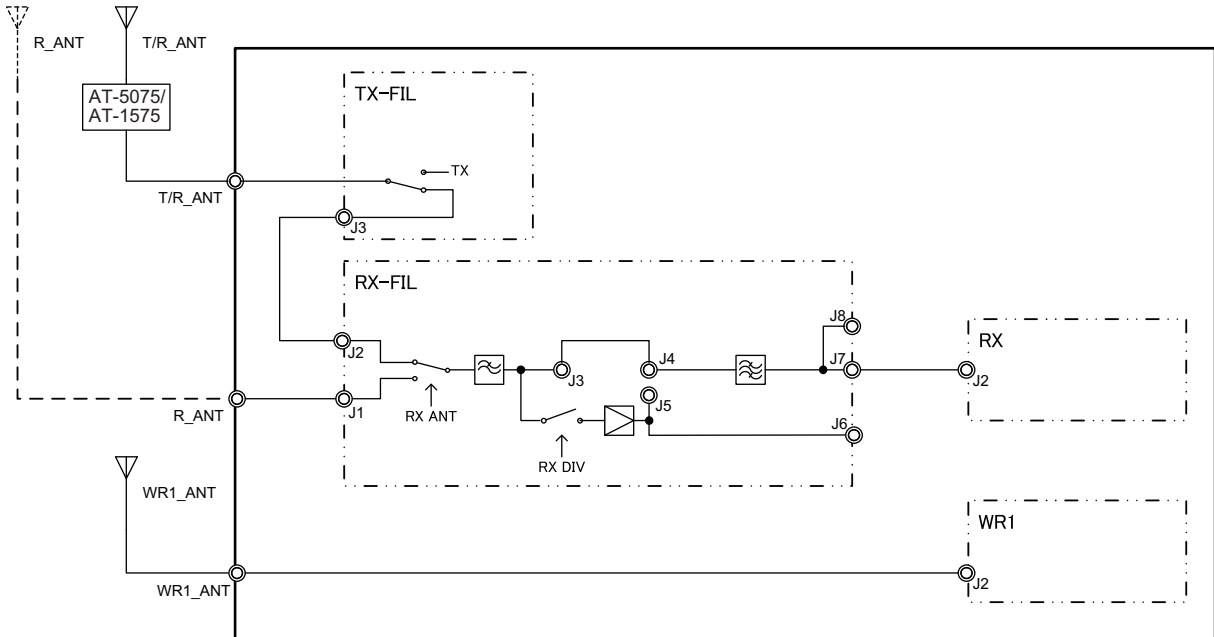 R_ANT
T/R_ANT
AT-5075/
AT-1575
TX-FIL
TX
T/R_ANT
J3
RX-FIL
J8
RX
J2
J3
J4
J7
J2
J1
RX ANT
J5
R_ANT
J6
RX DIV
WR1_ANT
WR1
WR1_ANT
J2